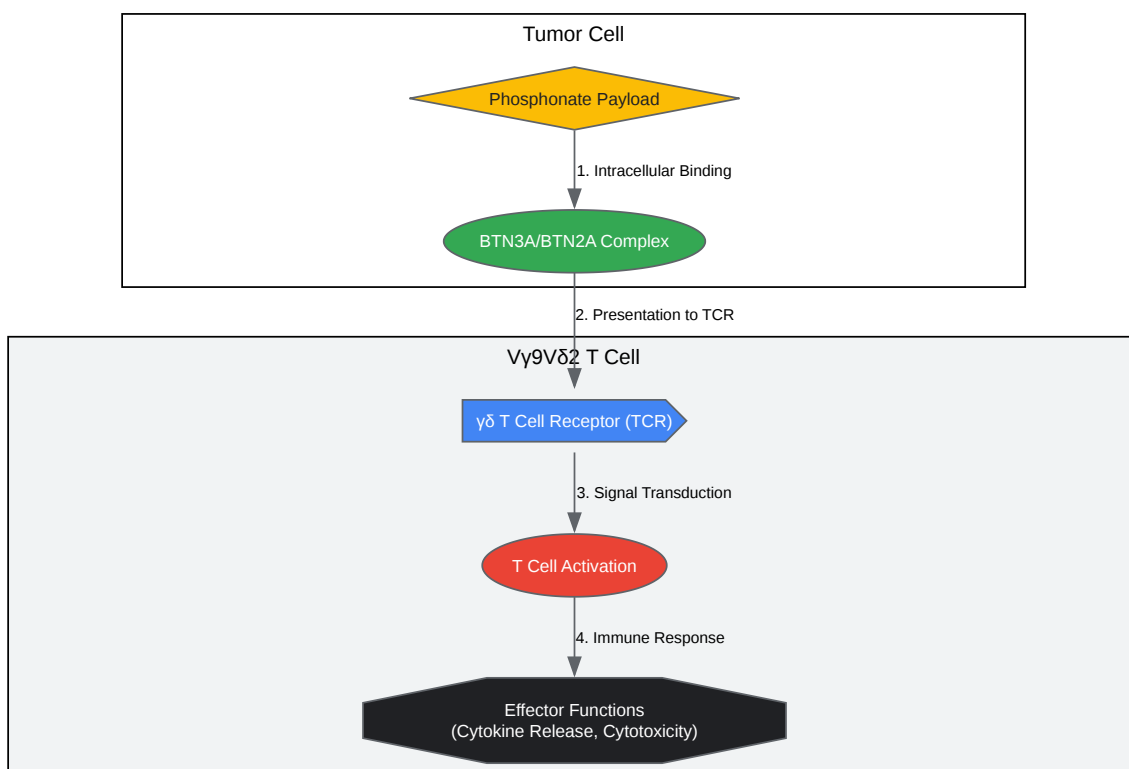 Tumor Cell
Phosphonate Payload
1. Intracellular Binding
BTN3A/BTN2A Complex
2. Presentation to TCR
Vγ9Vδ2 T Cell
γδ T Cell Receptor (TCR)
3. Signal Transduction
T Cell Activation
4. Immune Response
Effector Functions
(Cytokine Release, Cytotoxicity)